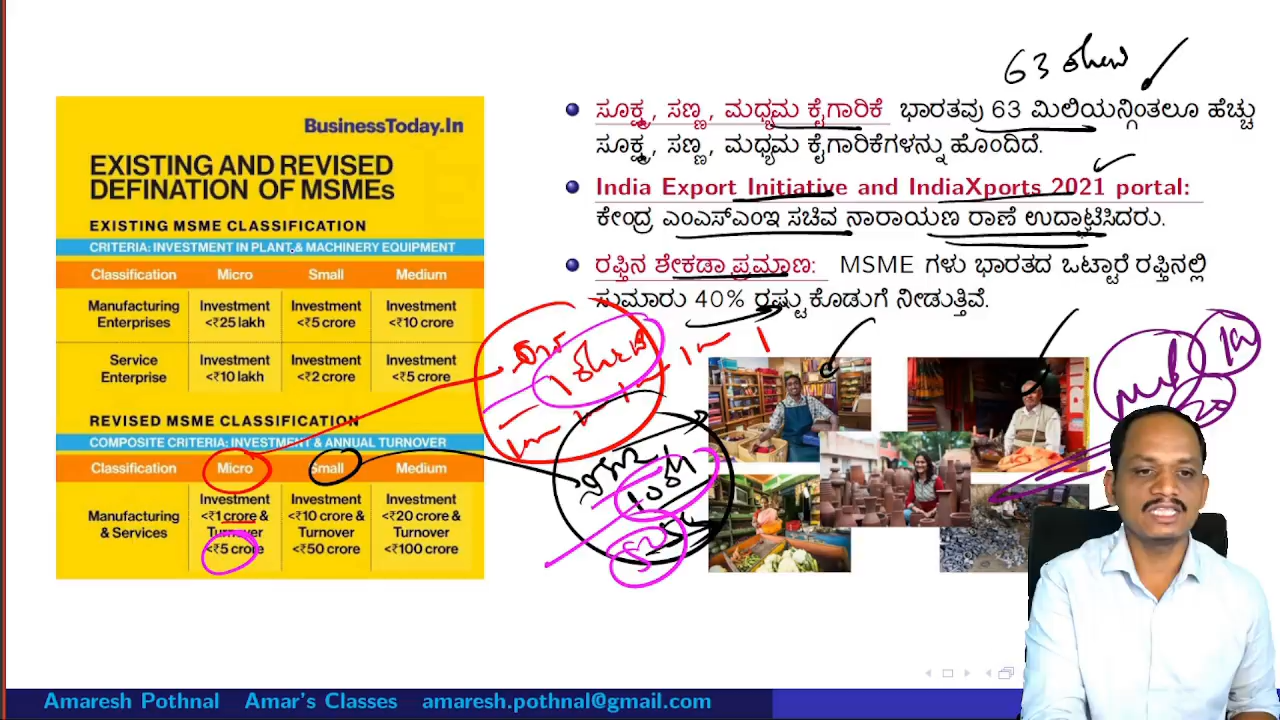 63
BusinessToday.In
EXISTING AND REVISED
DEFINATION OF MSMEs
EXISTING MSME CLASSIFICATION
CRITERIA: INVESTMENT IN PLANT & MACHINERY EQUIPMENT
Classification Micro Small Medium
Manufacturing Enterprises Investment <₹25 lakh Investment <₹5 crore Investment <₹10 crore
Service Enterprise Investment <₹10 lakh Investment <₹2 crore Investment <₹5 crore
REVISED MSME CLASSIFICATION
COMPOSITE CRITERIA: INVESTMENT & ANNUAL TURNOVER
Classification Micro Small Medium
Manufacturing & Services Investment <₹1 crore & Turnover <₹5 crore Investment <₹10 crore & Turnover <₹50 crore Investment <₹20 crore & Turnover <₹100 crore
ಸೂಕ್ಷ್ಮ, ಸಣ್ಣ, ಮಧ್ಯಮ ಕೈಗಾರಿಕೆ ಭಾರತವು 63 ಮಿಲಿಯನ್ಗಿಂತಲೂ ಹೆಚ್ಚು
ಸೂಕ್ಷ್ಮ, ಸಣ್ಣ, ಮಧ್ಯಮ ಕೈಗಾರಿಕೆಗಳನ್ನು ಹೊಂದಿದೆ.
India Export Initiative and IndiaXports 2021 portal:
ಕೇಂದ್ರ ಎಂಎಸ್ಎಂಇ ಸಚಿವ ನಾರಾಯಣ ರಾಣೆ ಉದ್ಘಾಟಿಸಿದರು.
ರಫ್ತಿನ ಶೇಕಡಾ ಪ್ರಮಾಣ: MSME ಗಳು ಭಾರತದ ಒಟ್ಟಾರೆ ರಫ್ತಿನಲ್ಲಿ
ಸುಮಾರು 40% ರಷ್ಟು ಕೊಡುಗೆ ನೀಡುತ್ತಿವೆ.
Amaresh Pothnal Amar's Classes amaresh.pothnal@gmail.com